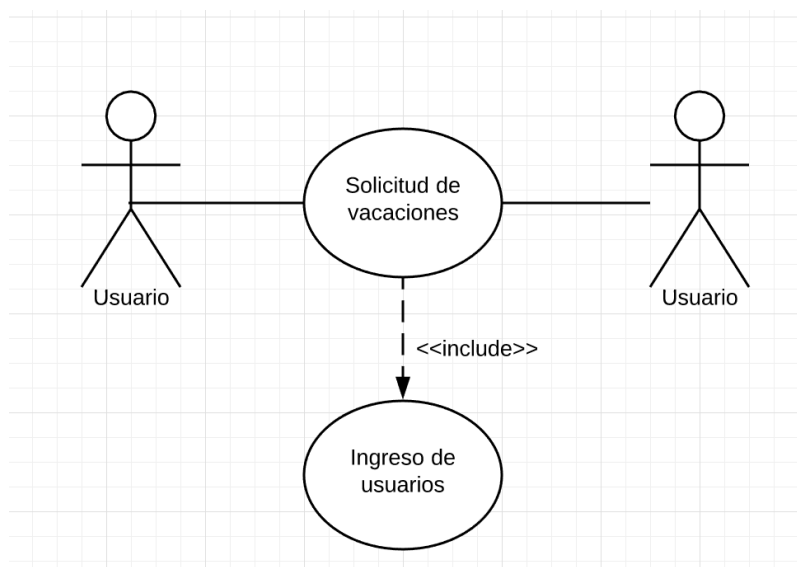 Solicitud de
vacaciones
Usuario
Usuario
<<include>>
Ingreso de
usuarios